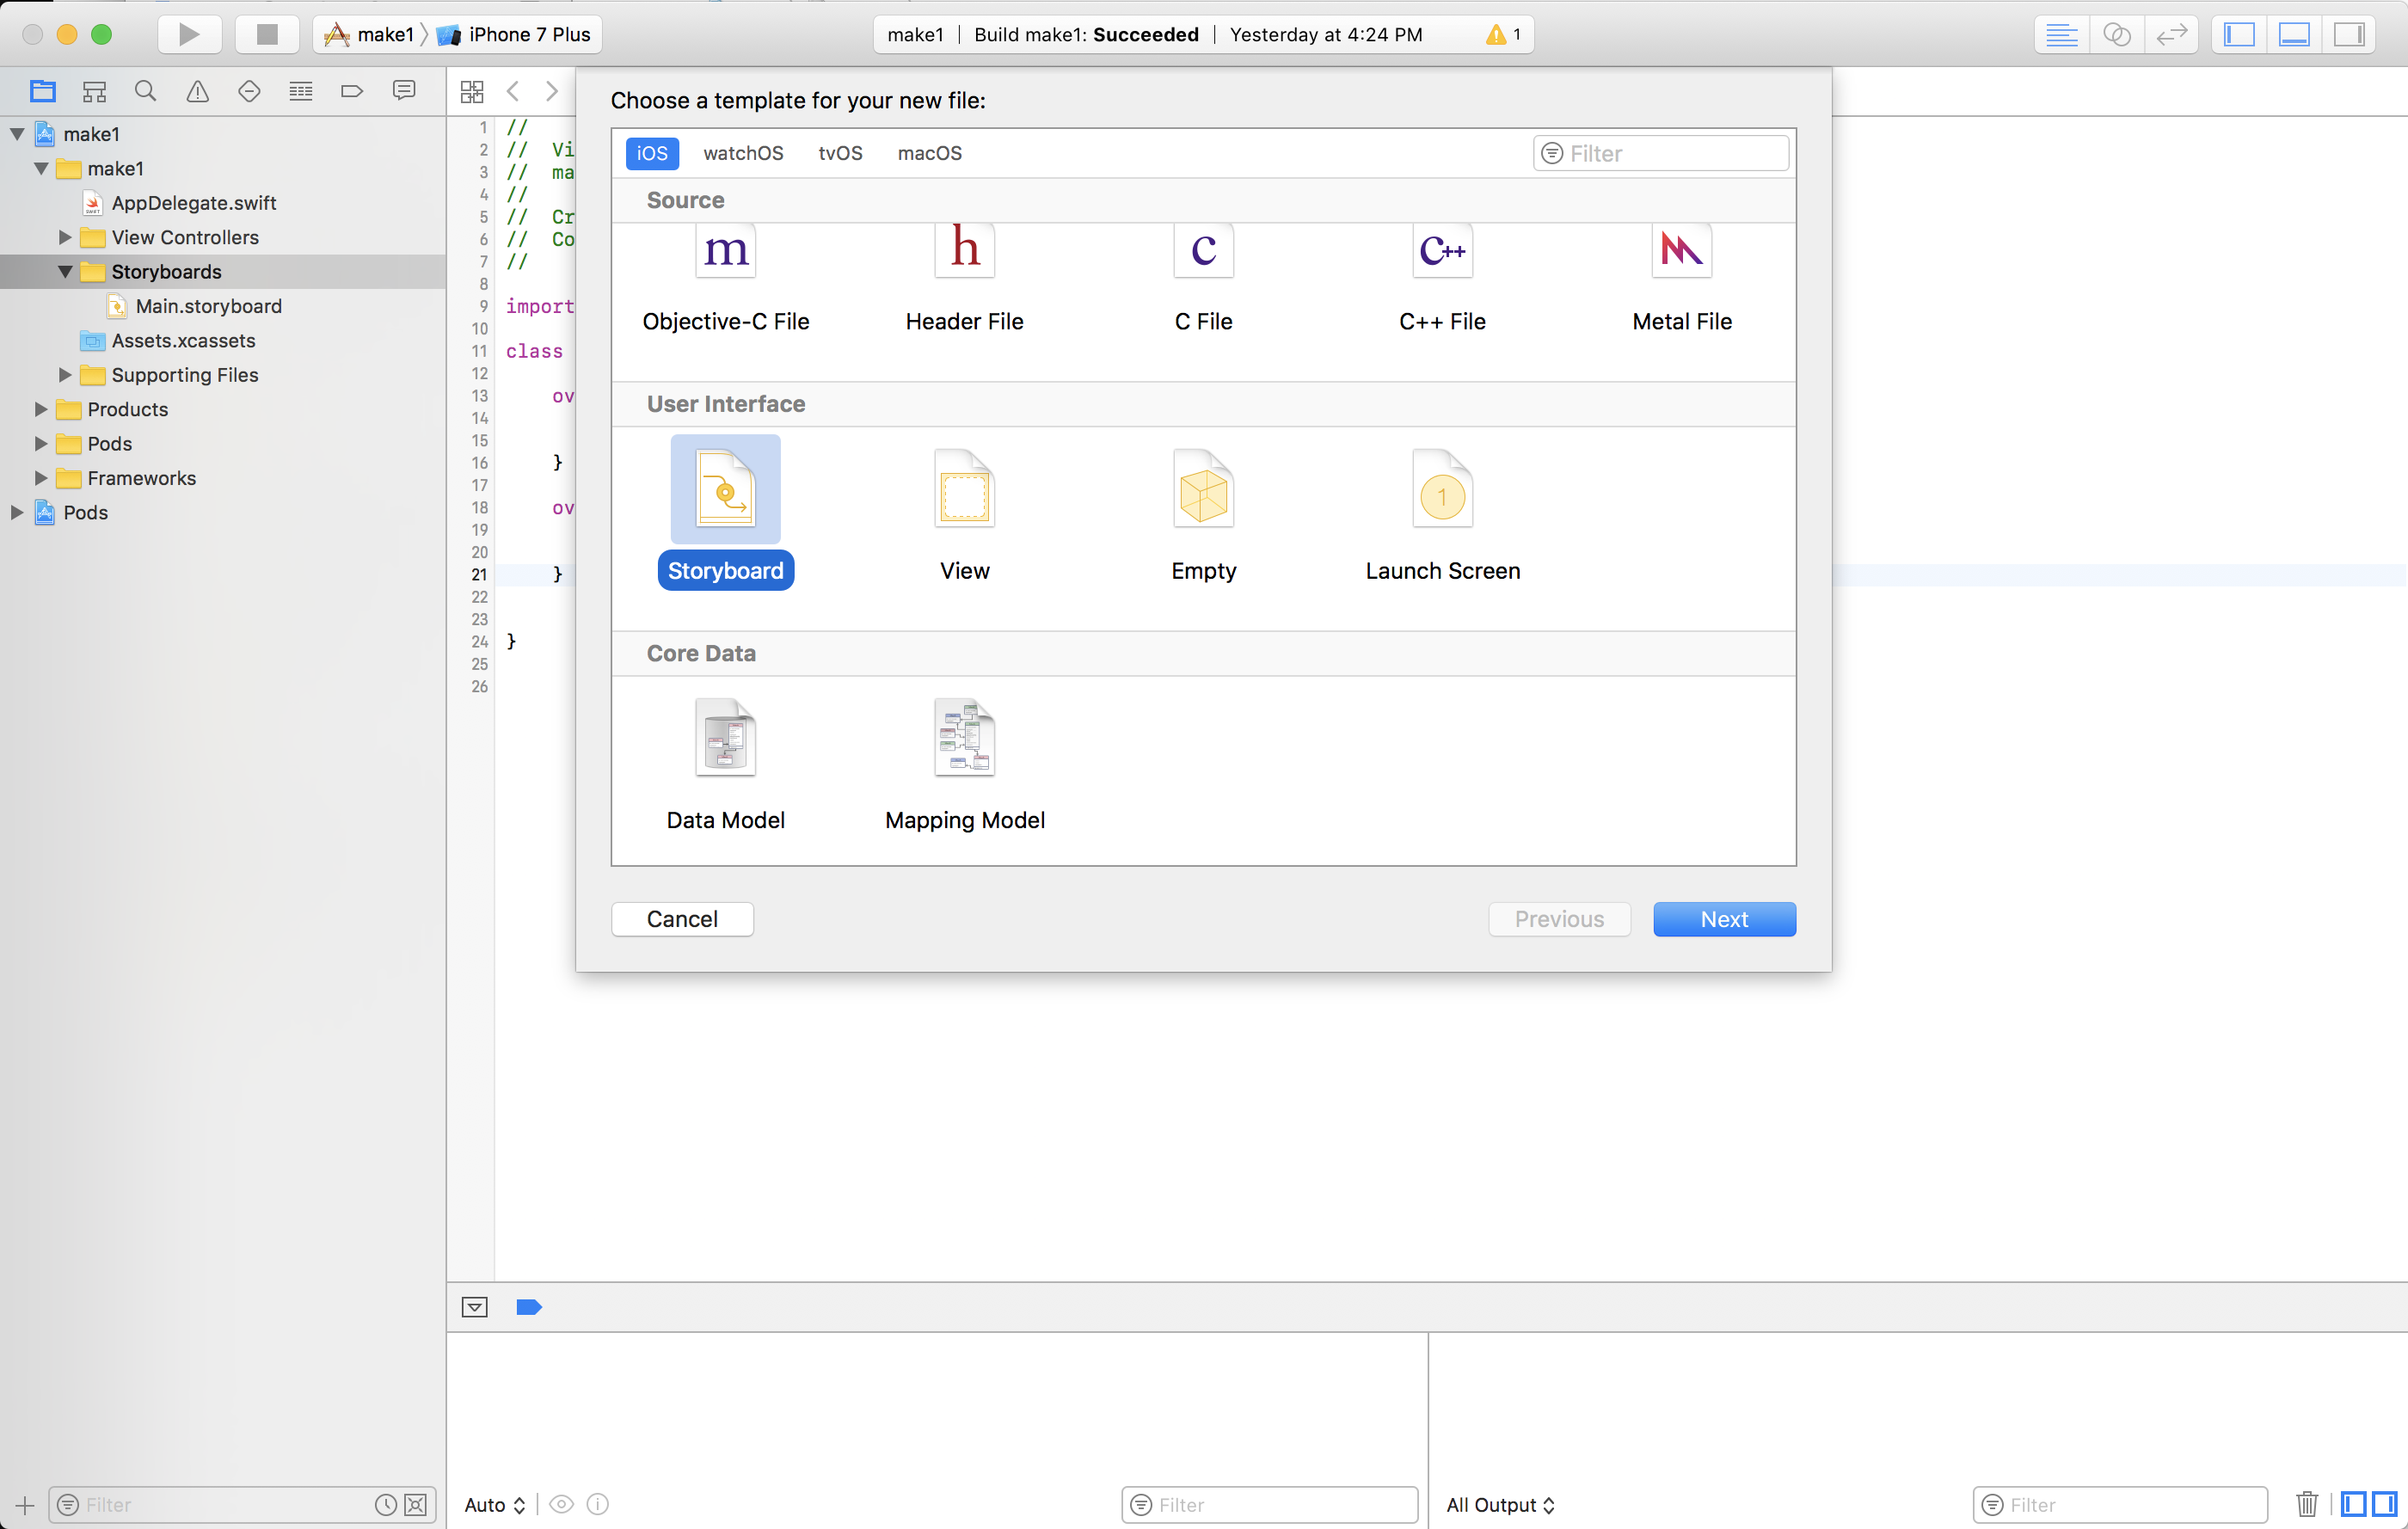 make1 iPhone 7 Plus
make1 Build make1: Succeeded Yesterday at 4:24 PM 1
make1
make1
AppDelegate.swift
View Controllers
Storyboards
Main.storyboard
Assets.xcassets
Supporting Files
Products
Pods
Frameworks
Pods
Filter
1 //
2 // Vi
3 // ma
4 //
5 // Cr
6 // Co
7 //
8
9 import
10
11 class
12
13 ov
14
15
16 }
17
18 ov
19
20
21 }
22
23
24 }
25
26
Choose a template for your new file:
iOS watchOS tvOS macOS Filter
Source
m h c C++
Objective-C File Header File C File C++ File Metal File
User Interface
1
Storyboard View Empty Launch Screen
Core Data
Data Model Mapping Model
Cancel Previous Next
Auto Filter
All Output Filter